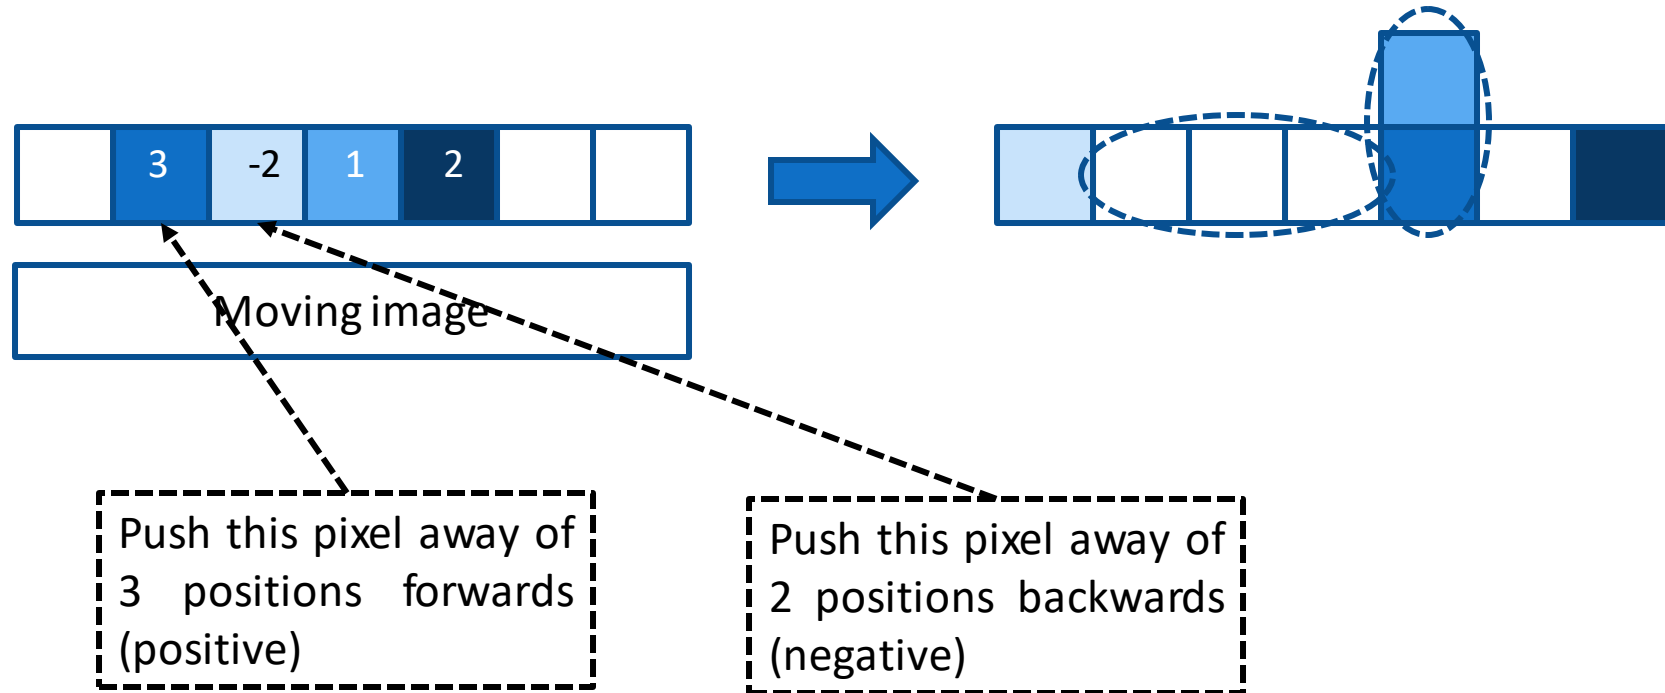 3 -2 1 2
Moving image
Push this pixel away of
3 positions forwards
(positive)
Push this pixel away of
2 positions backwards
(negative)